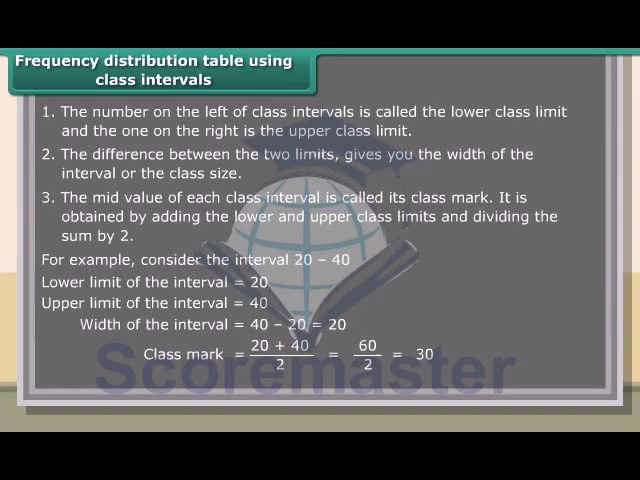 Frequency distribution table using
class intervals
1. The number on the left of class intervals is called the lower class limit
and the one on the right is the upper class limit.
2. The difference between the two limits, gives you the width of the
interval or the class size.
3. The mid value of each class interval is called its class mark. It is
obtained by adding the lower and upper class limits and dividing the
sum by 2.
For example, consider the interval 20 – 40
Lower limit of the interval = 20
Upper limit of the interval = 40
Width of the interval = 40 – 20 = 20
Class mark = (20 + 40)/2 = 60/2 = 30
Scoremaster